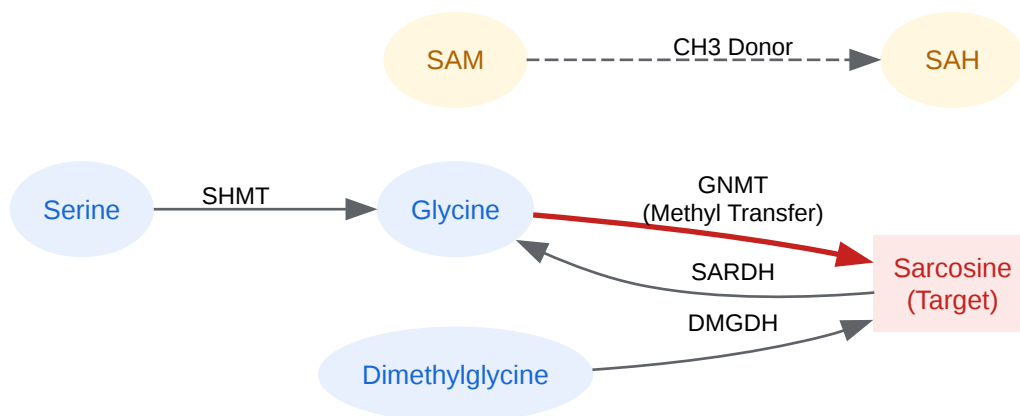 SAM
CH3 Donor
SAH
Serine
SHMT
Glycine
GNMT
(Methyl Transfer)
SARDH
Sarcosine
(Target)
DMGDH
Dimethylglycine